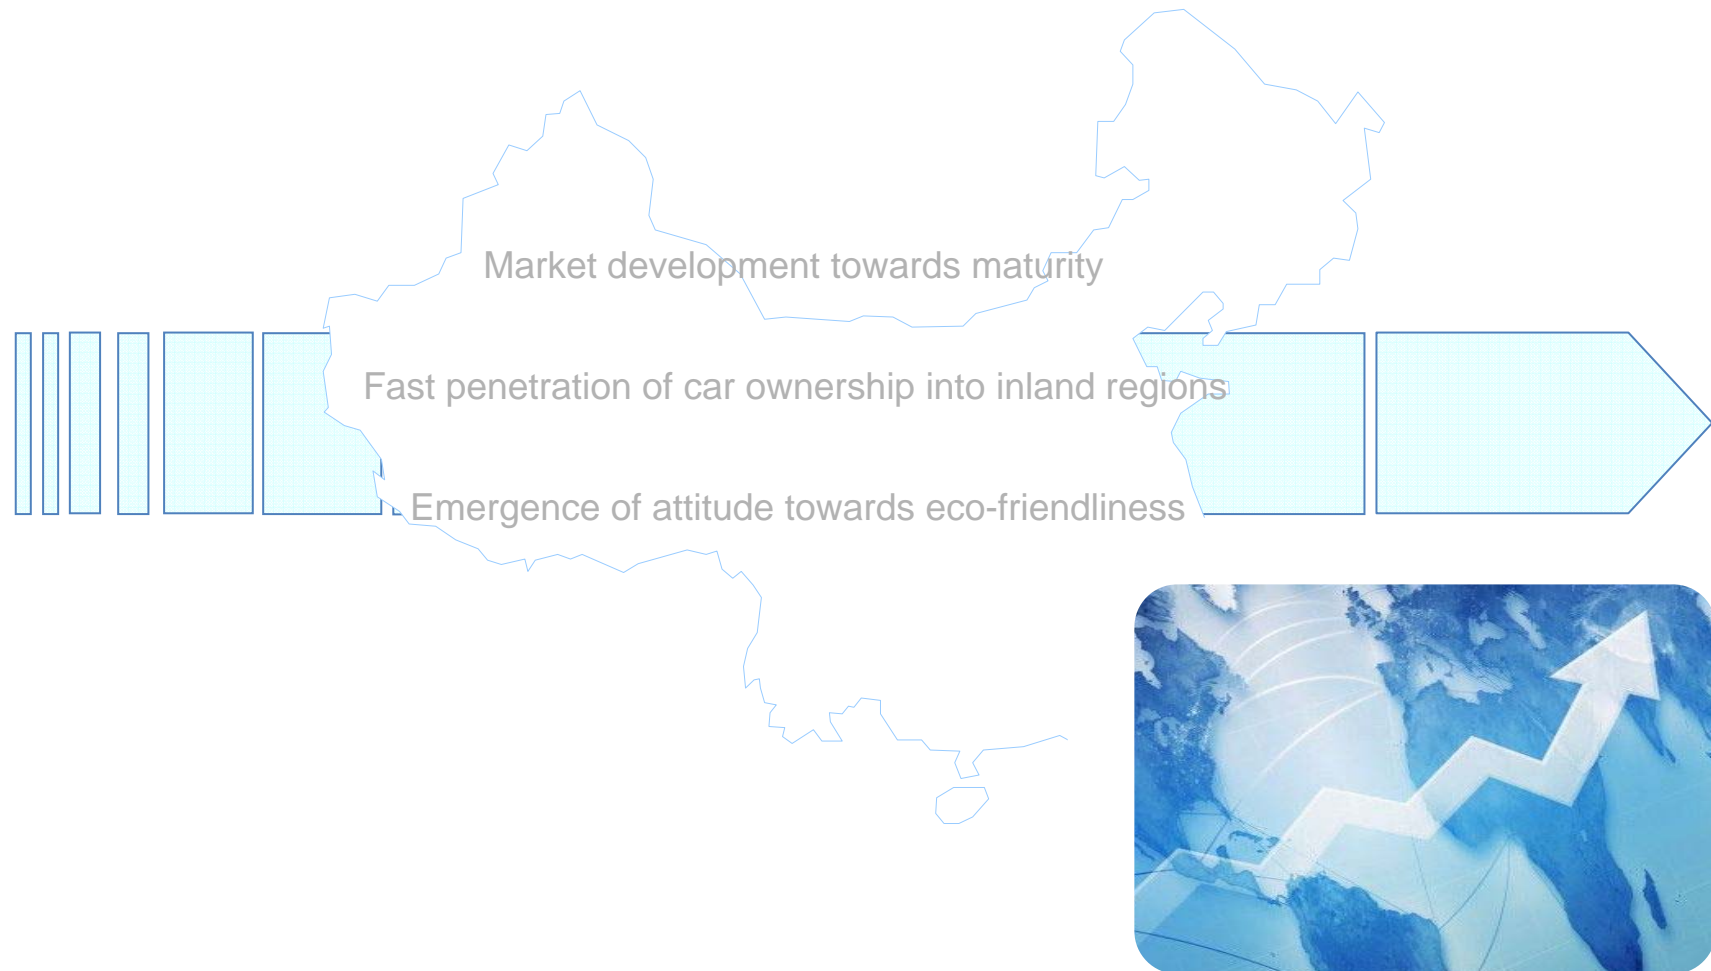 Market development towards maturity
Fast penetration of car ownership into inland regions
Emergence of attitude towards eco-friendliness